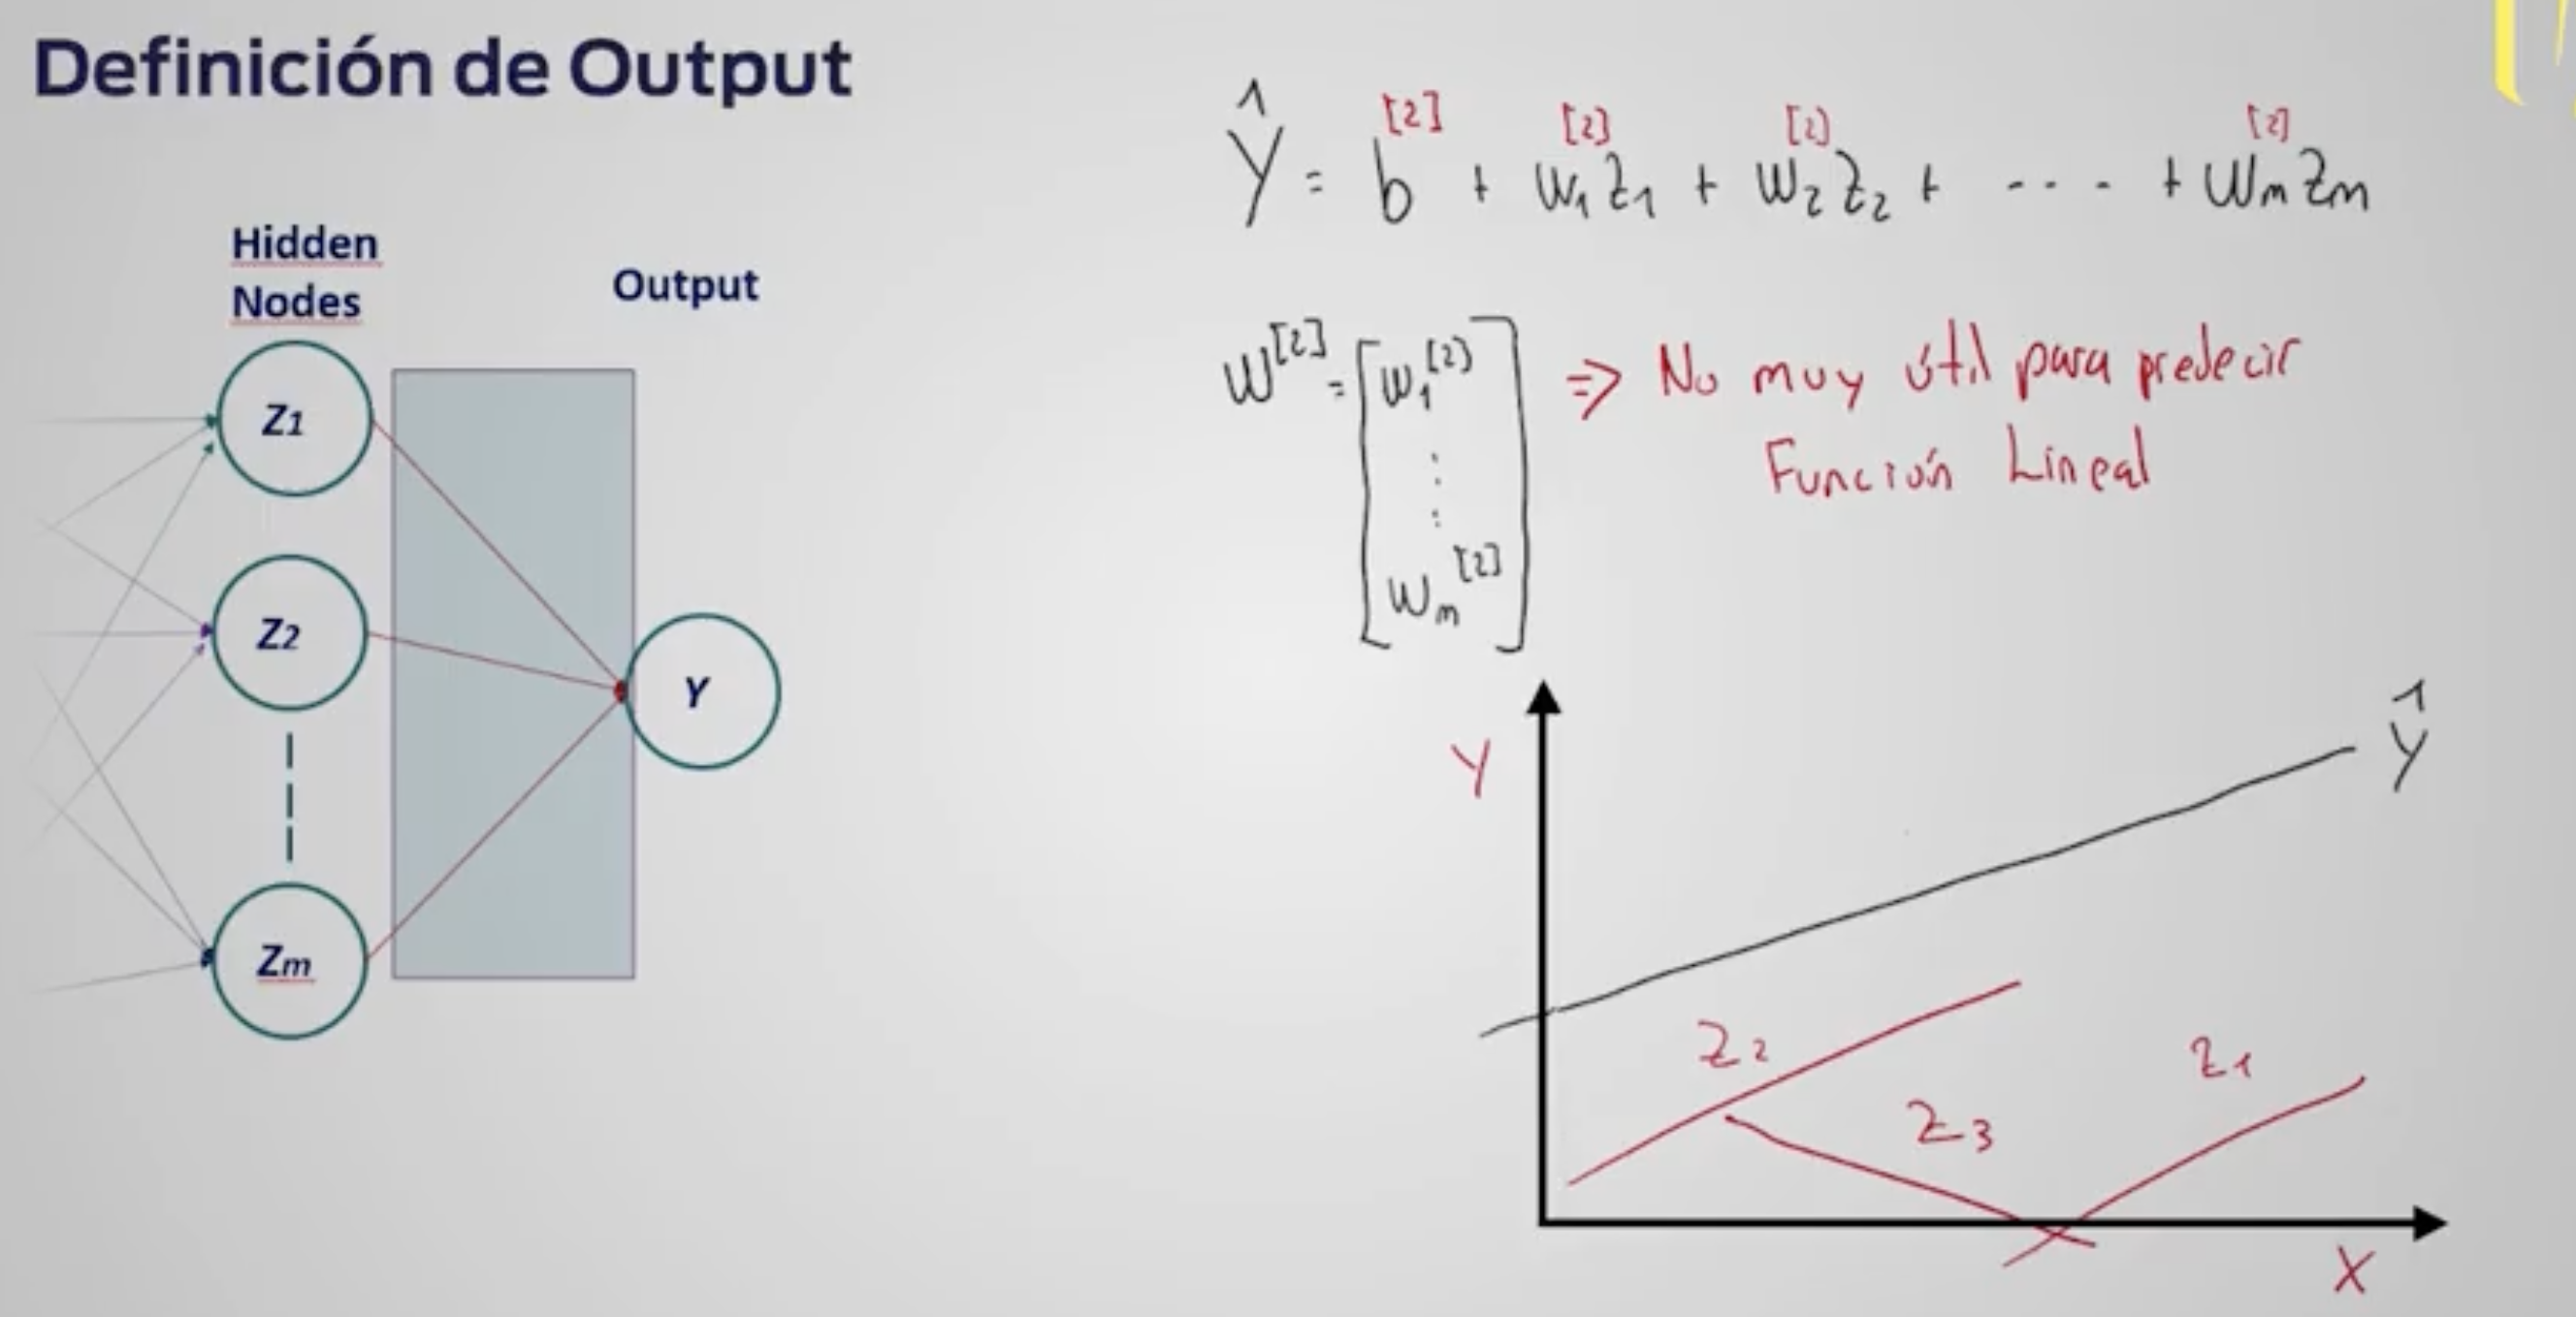 Definición de Output
Ŷ = b^[2] + w₁^[2] z₁ + w₂^[2] z₂ + --- + wₘ^[2] zₘ
Hidden
Nodes
Output
Z1
Z2
Zm
Y
w^[2] = [ w₁^[2]
⋮
wₘ^[2] ]
=> No muy útil para predecir
Función Lineal
Y
Ŷ
Z₂
Z₃
Z₁
X